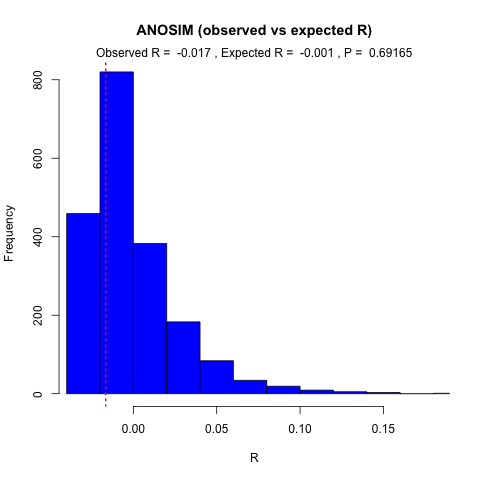 ANOSIM (observed vs expected R)
Observed R =  -0.017 , Expected R =  -0.001 , P =  0.69165
800
600
400
200
0
Frequency
0.00 0.05 0.10 0.15
R